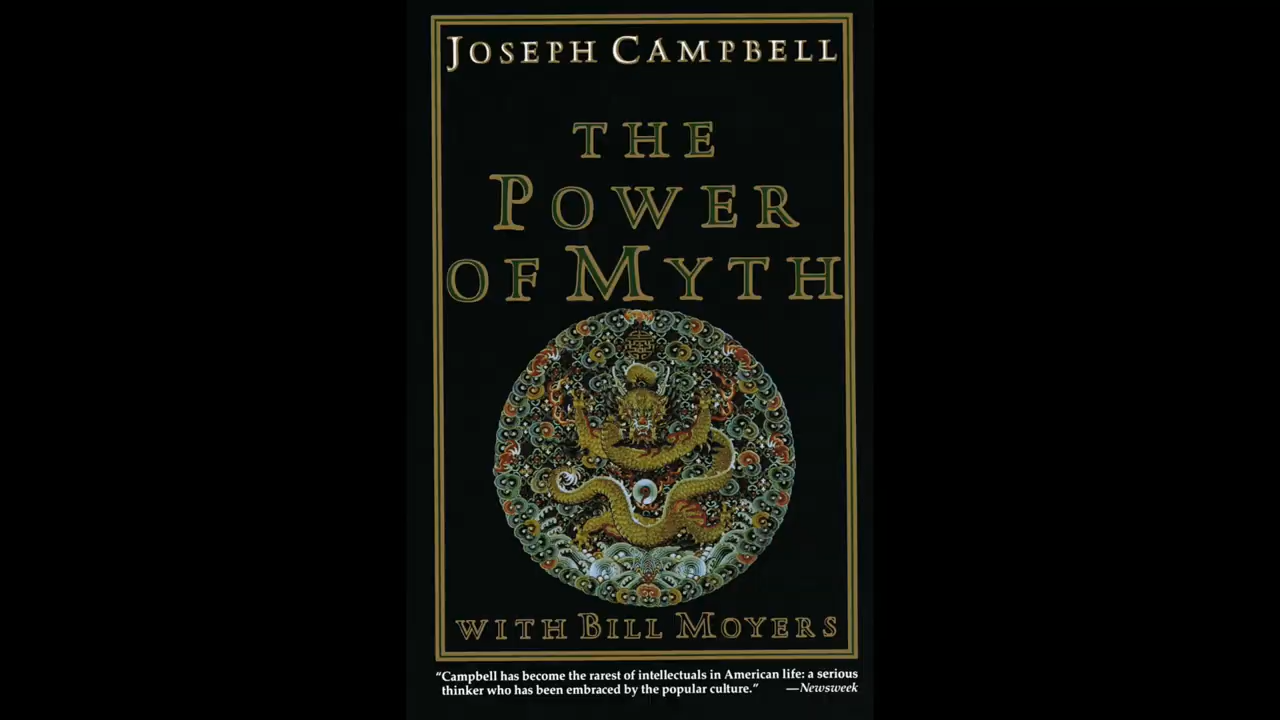 JOSEPH CAMPBELL
THE
POWER
OF MYTH
WITH BILL MOYERS
“Campbell has become the rarest of intellectuals in American life: a serious
thinker who has been embraced by the popular culture.” —Newsweek